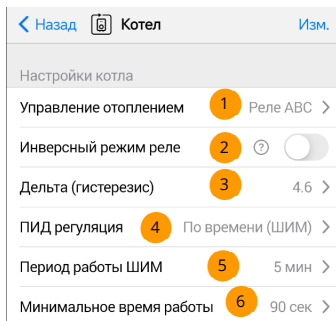 Назад Котел Изм.
Настройки котла
Управление отоплением 1 Реле ABC
Инверсный режим реле 2 ?
Дельта (гистерезис) 3 4.6
ПИД регуляция 4 По времени (ШИМ)
Период работы ШИМ 5 5 мин
Минимальное время работы 6 90 сек